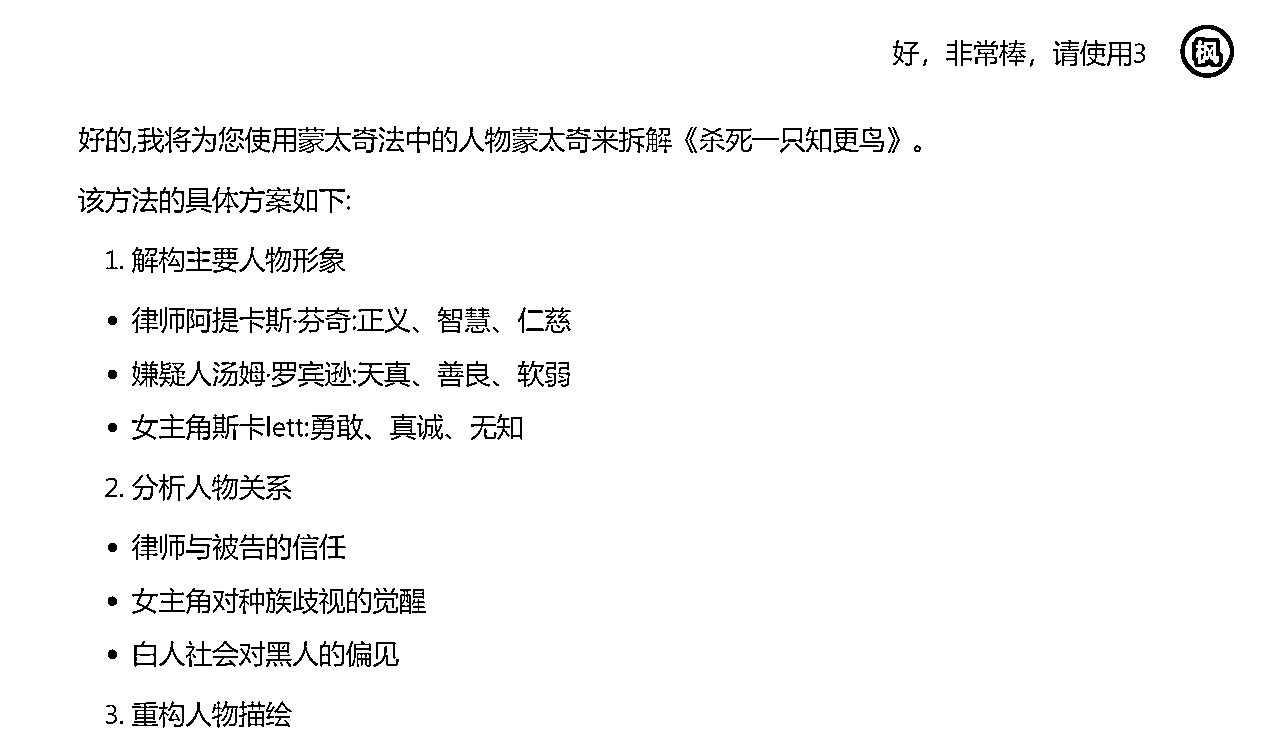 好，非常棒，请使用3
枫
好的,我将为您使用蒙太奇法中的人物蒙太奇来拆解《杀死一只知更鸟》。
该方法的具体方案如下:
1. 解构主要人物形象
• 律师阿提卡斯·芬奇:正义、智慧、仁慈
• 嫌疑人汤姆·罗宾逊:天真、善良、软弱
• 女主角斯卡lett:勇敢、真诚、无知
2. 分析人物关系
• 律师与被告的信任
• 女主角对种族歧视的觉醒
• 白人社会对黑人的偏见
3. 重构人物描绘